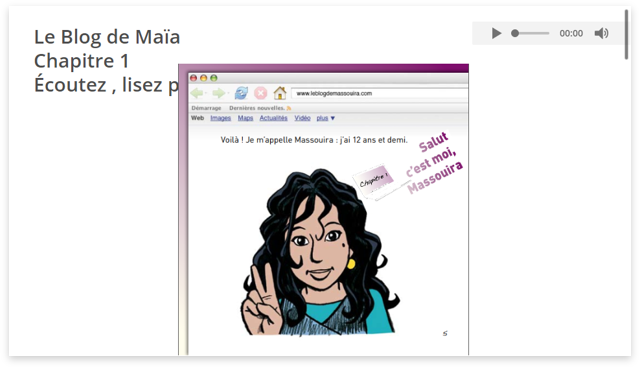 Le Blog de Maïa
Chapitre 1
Écoutez , lisez p
00:00
www.leblogdemassouira.com
Démarrage Dernières nouvelles.
Web Images Maps Actualités Vidéo plus ▼
Voilà ! Je m'appelle Massouira : j'ai 12 ans et demi.
Salut
c'est moi,
Massouira
Chapitre 1
5